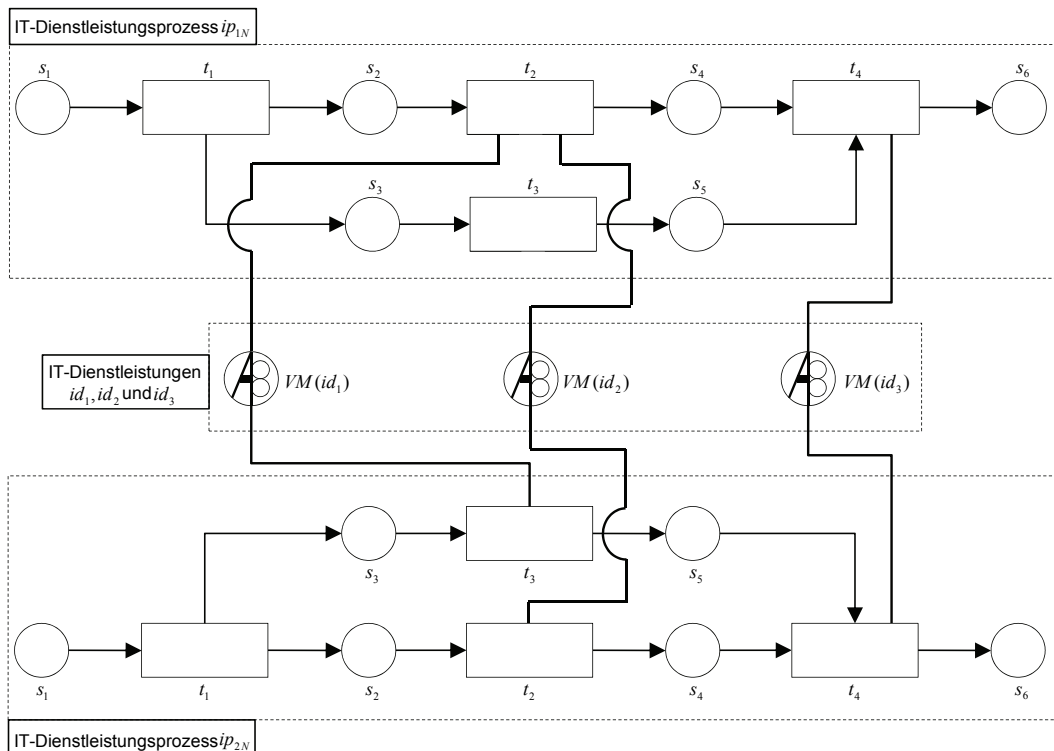 IT-Dienstleistungsprozess ip₁N
s₁ t₁ s₂ t₂ s₄ t₄ s₆
s₃ t₃ s₅
IT-Dienstleistungen
id₁, id₂ und id₃
VM(id₁) VM(id₂) VM(id₃)
s₃ t₃ s₅
s₁ t₁ s₂ t₂ s₄ t₄ s₆
IT-Dienstleistungsprozess ip₂N